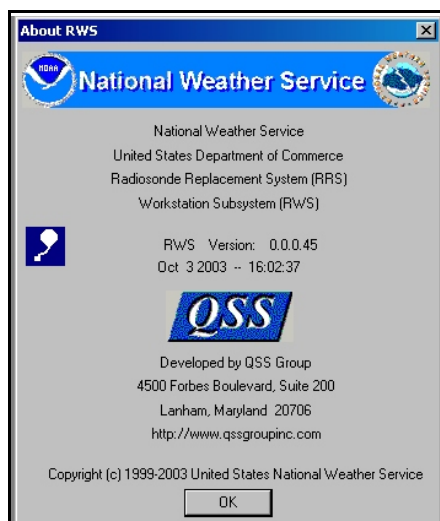 About RWS
NOAA
National Weather Service
National Weather Service
United States Department of Commerce
Radiosonde Replacement System (RRS)
Workstation Subsystem (RWS)
RWS Version: 0.0.0.45
Oct 3 2003 -- 16:02:37
QSS
Developed by QSS Group
4500 Forbes Boulevard, Suite 200
Lanham, Maryland 20706
http://www.qssgroupinc.com
Copyright (c) 1999-2003 United States National Weather Service
OK